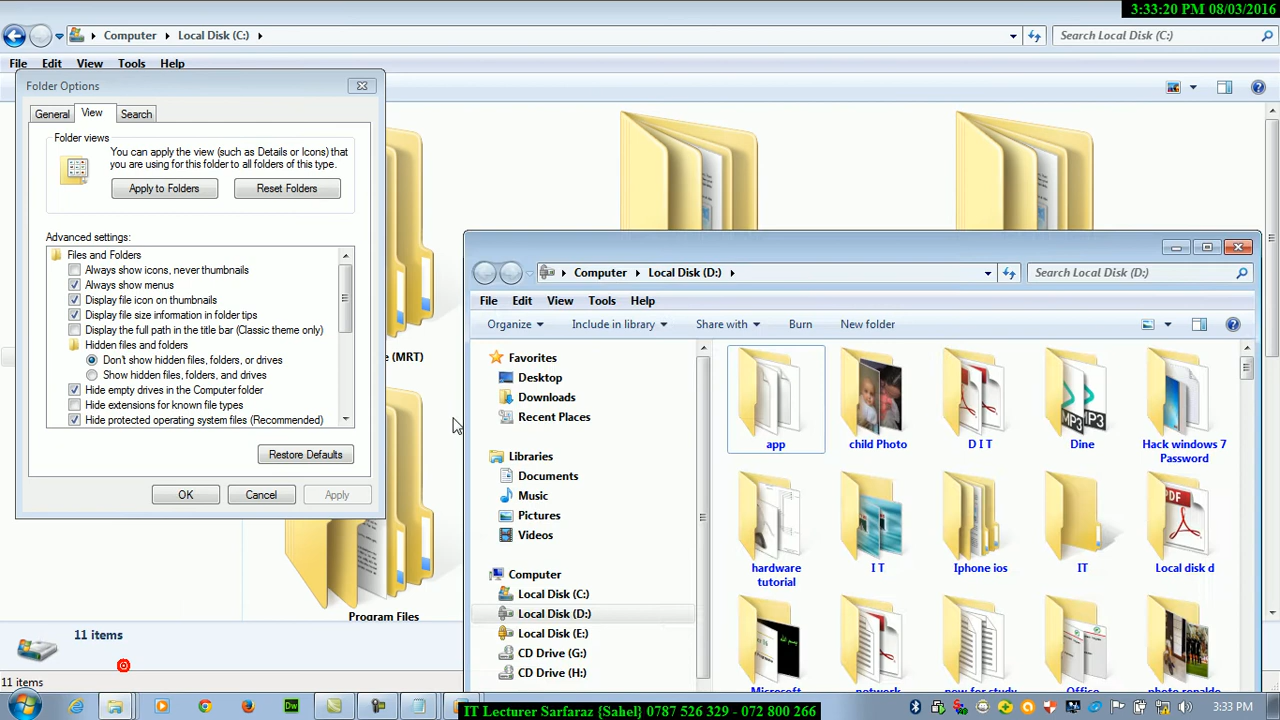 3:33:20 PM 08/03/2016
Computer
Local Disk (C:)
Search Local Disk (C:)
File Edit View Tools Help
Folder Options
General View Search
Folder views
You can apply the view (such as Details or Icons) that
you are using for this folder to all folders of this type.
Apply to Folders Reset Folders
Advanced settings:
Files and Folders
Always show icons, never thumbnails
Always show menus
Display file icon on thumbnails
Display file size information in folder tips
Display the full path in the title bar (Classic theme only)
Hidden files and folders
Don't show hidden files, folders, or drives
Show hidden files, folders, and drives
Hide empty drives in the Computer folder
Hide extensions for known file types
Hide protected operating system files (Recommended)
Restore Defaults
OK Cancel Apply
(MRT)
Program Files
11 items
11 items
Computer
Local Disk (D:)
Search Local Disk (D:)
File Edit View Tools Help
Organize Include in library Share with Burn New folder
Favorites
Desktop
Downloads
Recent Places
Libraries
Documents
Music
Pictures
Videos
Computer
Local Disk (C:)
Local Disk (D:)
Local Disk (E:)
CD Drive (G:)
CD Drive (H:)
app
child Photo
D I T
MP3
MP3
Dine
Hack windows 7
Password
hardware
tutorial
I T
Iphone ios
IT
PDF
Local disk d
Microsoft
network
now for study
Office
photo ronaldo
Dw
IT Lecturer Sarfaraz {Sahel} 0787 526 329 - 072 800 266
3:33 PM